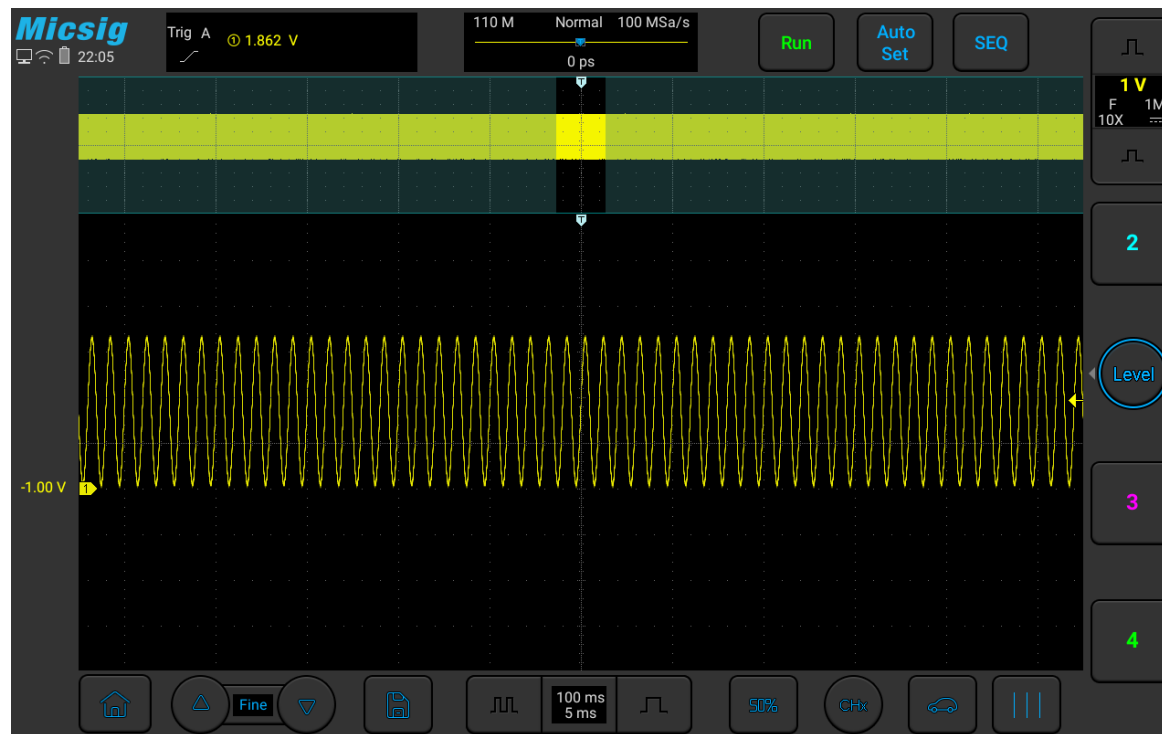 Micsig
22:05
Trig A
① 1.862 V
110 M Normal 100 MSa/s
0 ps
Run
Auto
Set
SEQ
T
1 V
F 1M
10X
T
2
Level
-1.00 V
1
3
4
Fine
100 ms
5 ms
50%
CHx